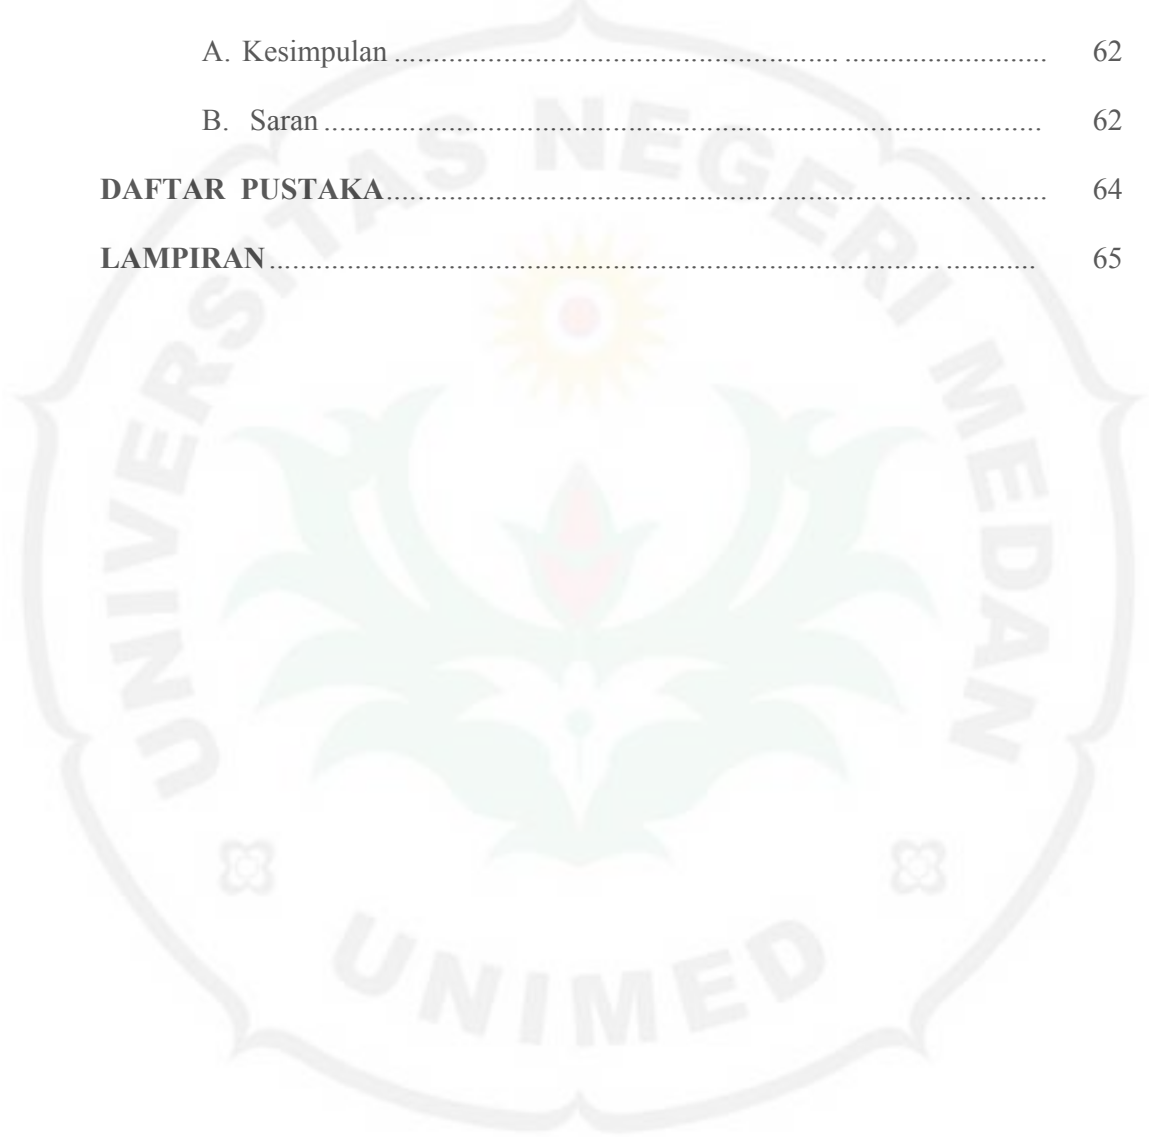 A. Kesimpulan ........................................................ ......................... 62
B. Saran ............................................................................................ 62
DAFTAR PUSTAKA........................................................................... ......... 64
LAMPIRAN...................................................................................... ............ 65
UNIVERSITAS NEGERI MEDAN
UNIMED